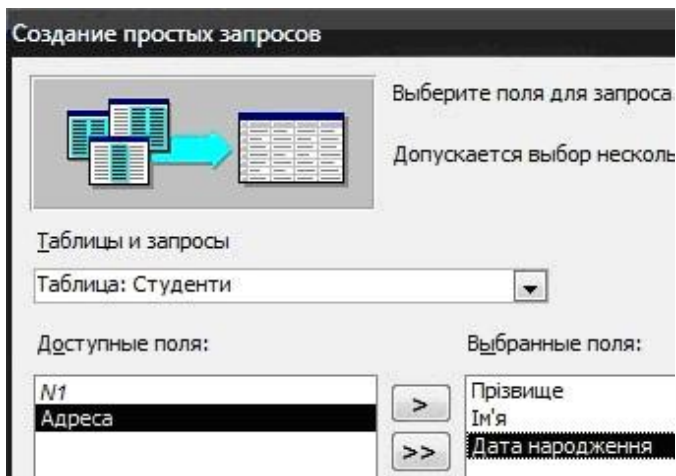 Создание простых запросов
Выберите поля для запроса.
Допускается выбор несколь
Таблицы и запросы
Таблица: Студенти
Доступные поля:
Выбранные поля:
N1
Адреса
>
>>
Прізвище
Ім'я
Дата народження